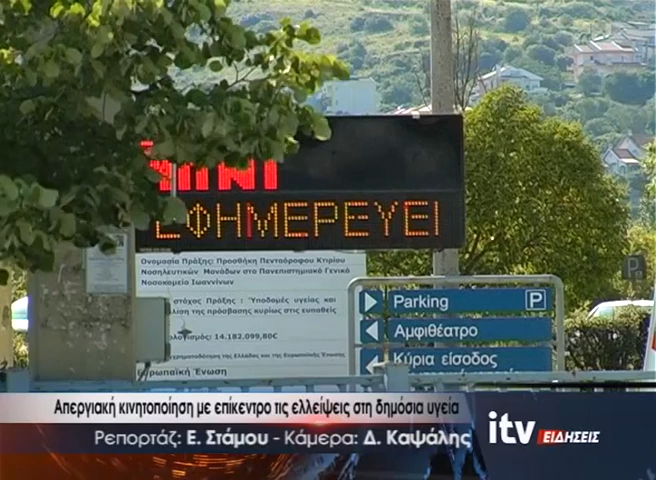 ΕΦΗΜΕΡΕΥΕΙ
Ονομασία Πράξης: Προσθήκη Πενταόροφου Κτιρίου
Νοσηλευτικών Μονάδων στο Πανεπιστημιακό Γενικό
Νοσοκομείο Ιωαννίνων
στόχος Πράξης : Υποδομές υγείας και
της πρόσβασης κυρίως στις ευπαθείς
14.182.099,80€
της Ελλάδας και της Ευρωπαϊκής Ένωσης
Ευρωπαϊκή Ένωση
Parking P
Αμφιθέατρο
Κύρια είσοδος
P
Απεργιακή κινητοποίηση με επίκεντρο τις ελλείψεις στη δημόσια υγεία
Ρεπορτάζ: Ε. Στάμου - Κάμερα: Δ. Καψάλης
itv ΕΙΔΗΣΕΙΣ